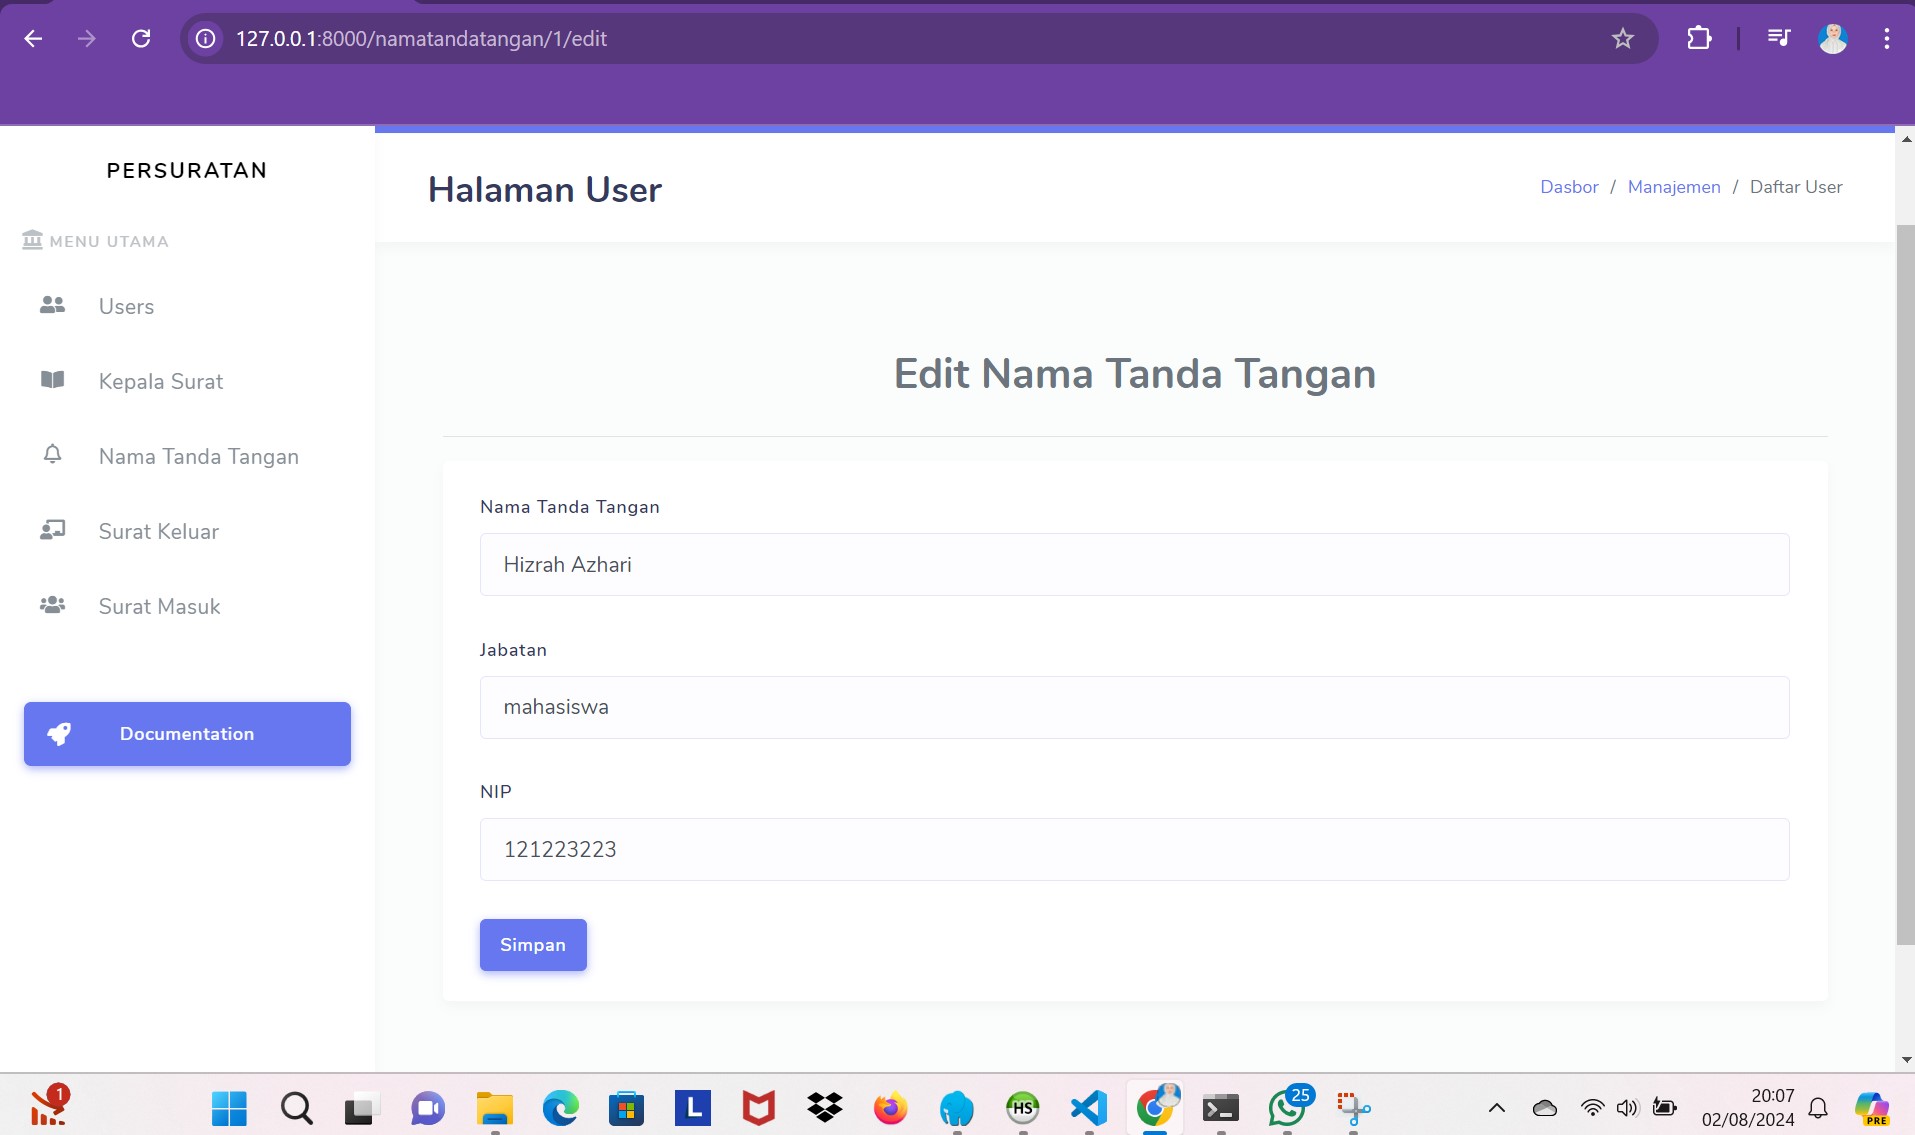 127.0.0.1:8000/namatandatangan/1/edit
PERSURATAN
MENU UTAMA
Users
Kepala Surat
Nama Tanda Tangan
Surat Keluar
Surat Masuk
Documentation
Halaman User
Dasbor / Manajemen / Daftar User
Edit Nama Tanda Tangan
Nama Tanda Tangan
Hizrah Azhari
Jabatan
mahasiswa
NIP
121223223
Simpan
1
L
HS
25
20:07
02/08/2024
PRE